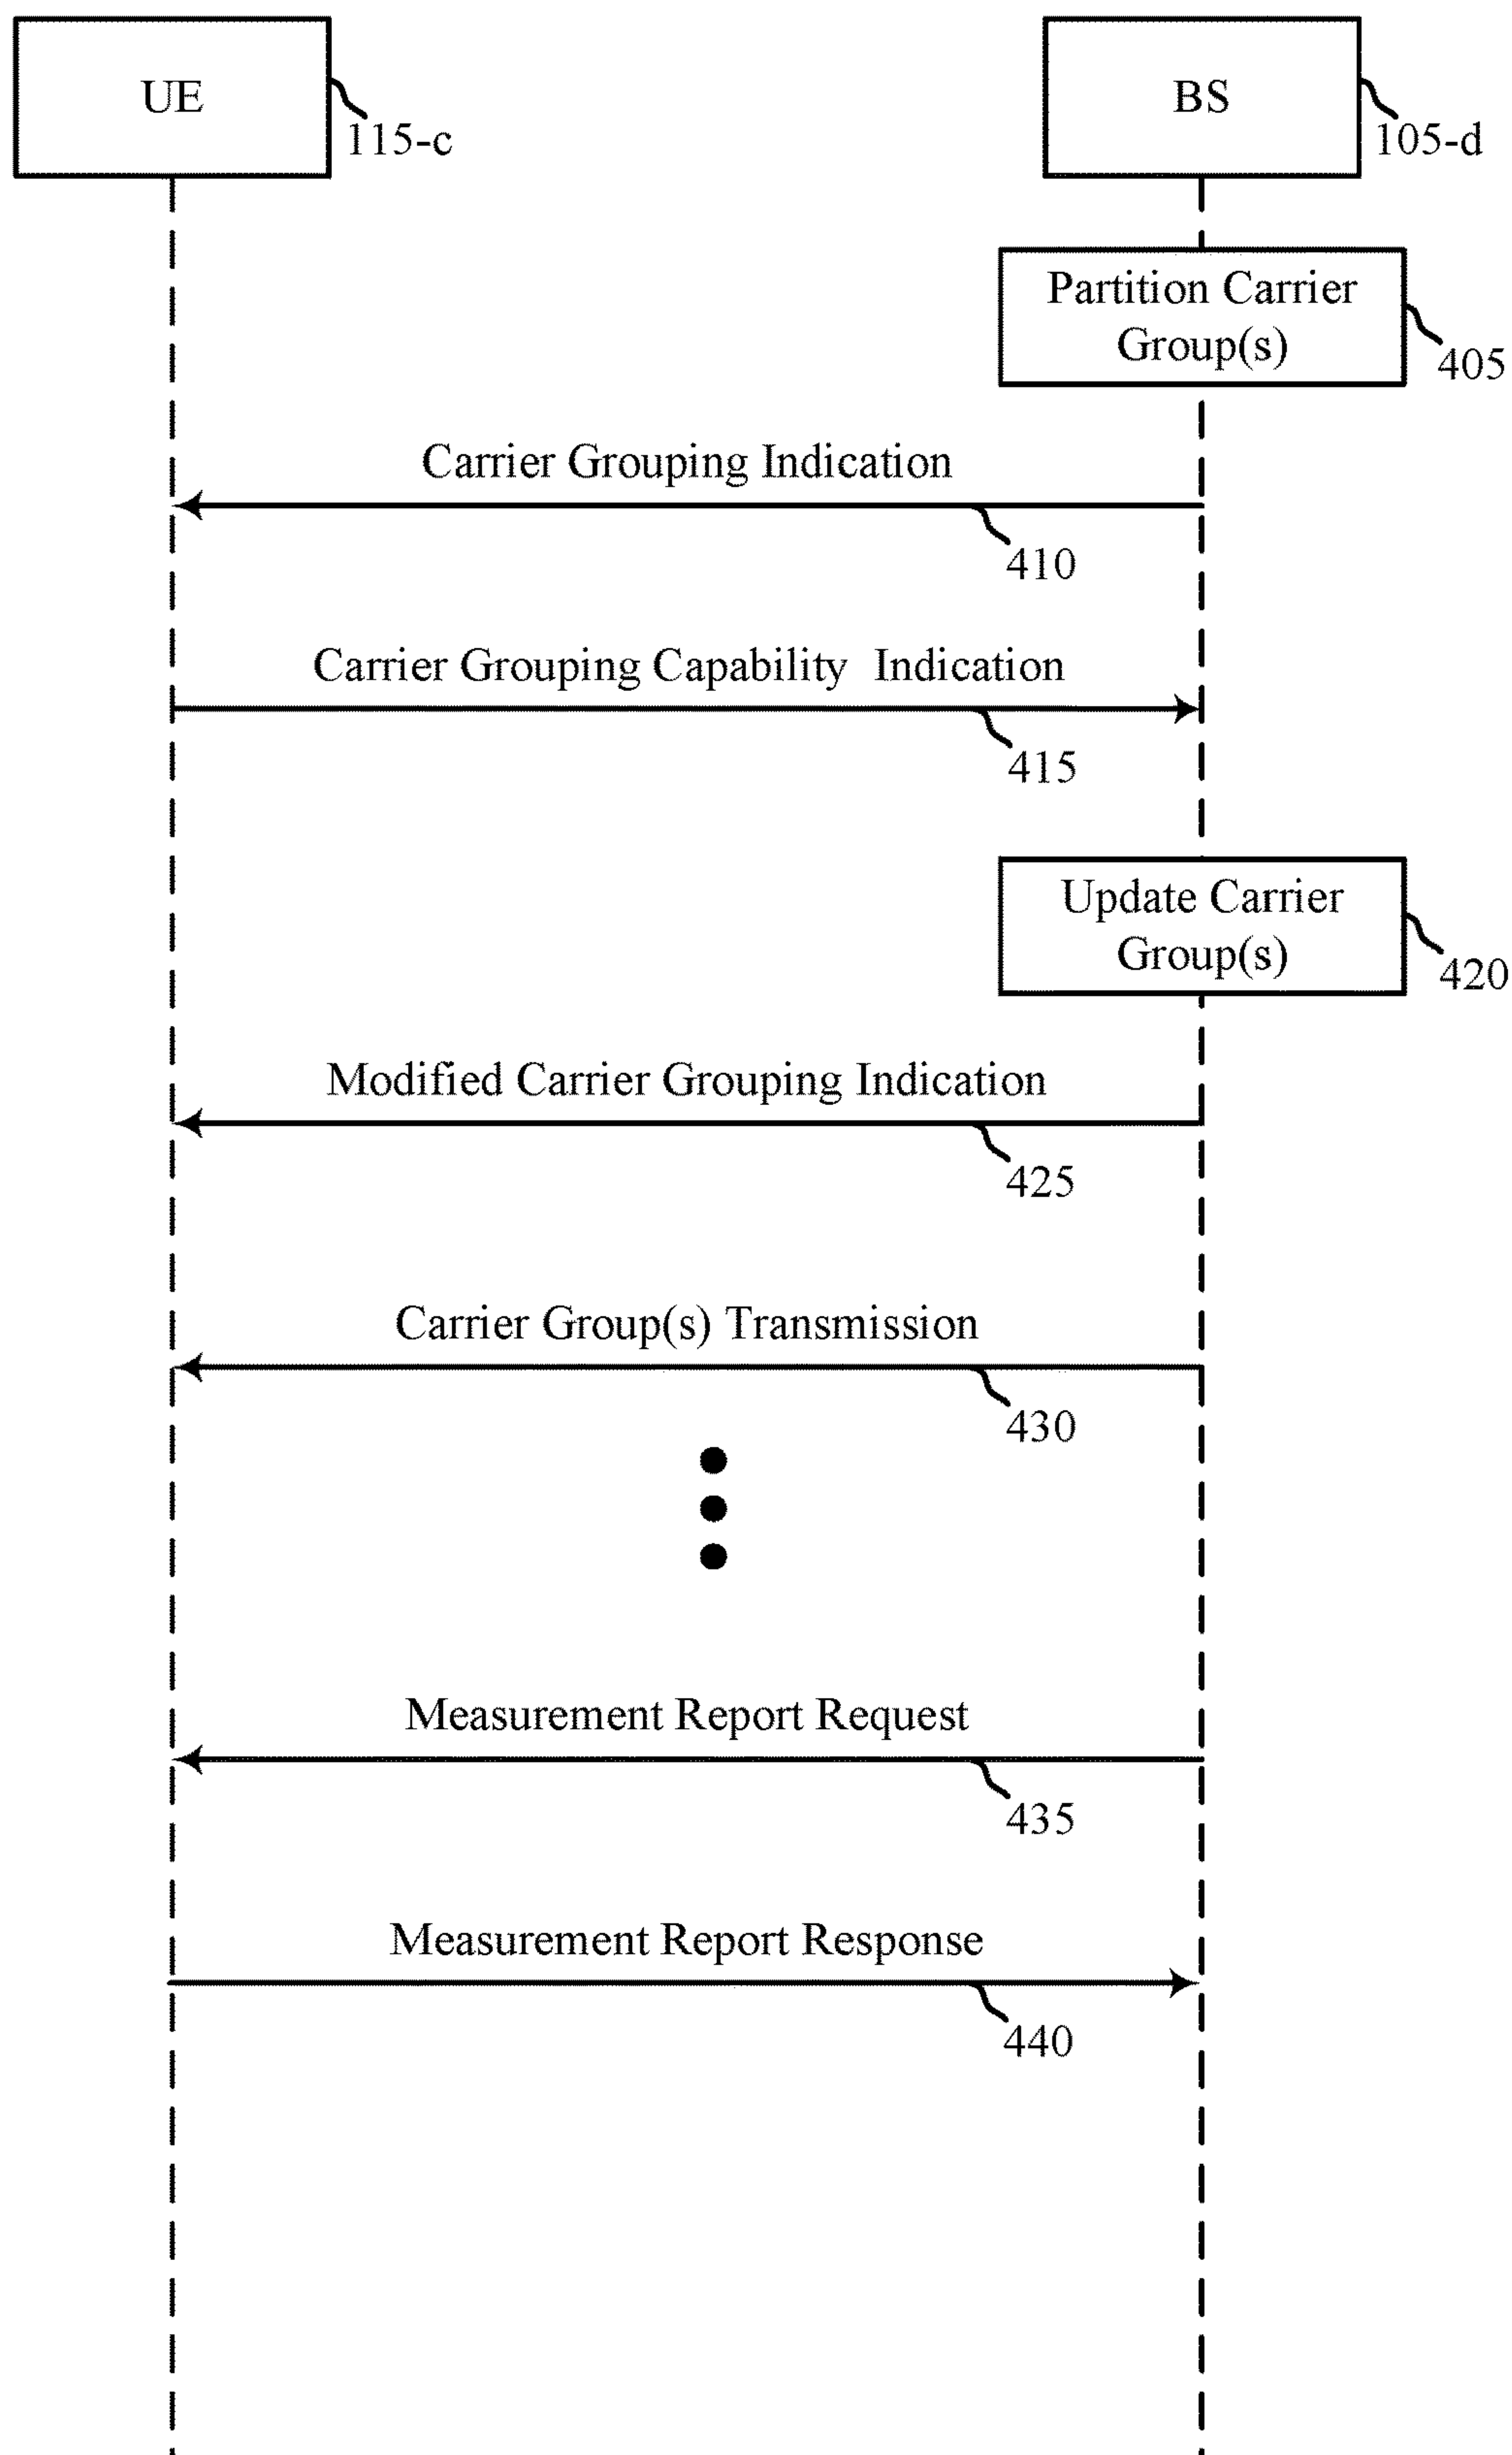 UE
115-c
BS
105-d
Partition Carrier
Group(s)
405
Carrier Grouping Indication
410
Carrier Grouping Capability Indication
415
Update Carrier
Group(s)
420
Modified Carrier Grouping Indication
425
Carrier Group(s) Transmission
430
Measurement Report Request
435
Measurement Report Response
440